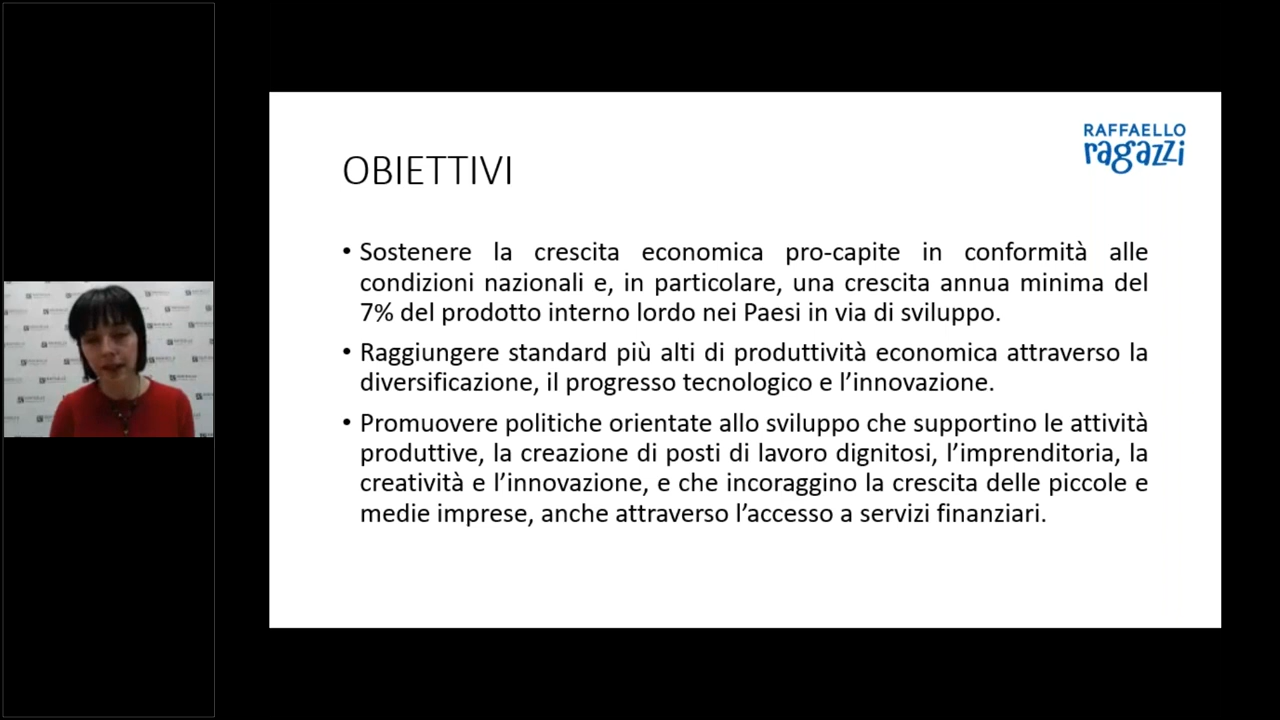 RAFFAELLO
ragazzi
OBIETTIVI
• Sostenere la crescita economica pro-capite in conformità alle
condizioni nazionali e, in particolare, una crescita annua minima del
7% del prodotto interno lordo nei Paesi in via di sviluppo.
• Raggiungere standard più alti di produttività economica attraverso la
diversificazione, il progresso tecnologico e l’innovazione.
• Promuovere politiche orientate allo sviluppo che supportino le attività
produttive, la creazione di posti di lavoro dignitosi, l’imprenditoria, la
creatività e l’innovazione, e che incoraggino la crescita delle piccole e
medie imprese, anche attraverso l’accesso a servizi finanziari.